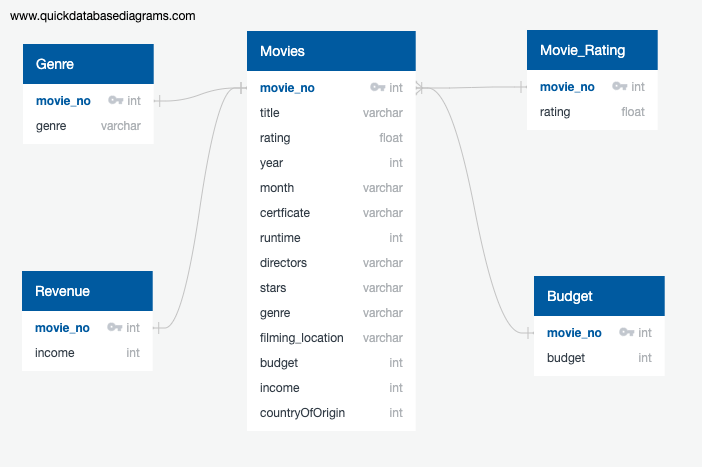 www.quickdatabasediagrams.com
Genre
movie_no int
genre varchar
Movies
movie_no int
title varchar
rating float
year int
month varchar
certficate varchar
runtime int
directors varchar
stars varchar
genre varchar
filming_location varchar
budget int
income int
countryOfOrigin int
Movie_Rating
movie_no int
rating float
Revenue
movie_no int
income int
Budget
movie_no int
budget int